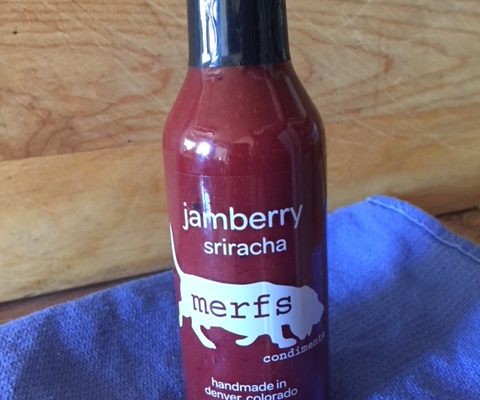 jamberry
sriracha
merfs
condiments
handmade in
denver, colorado